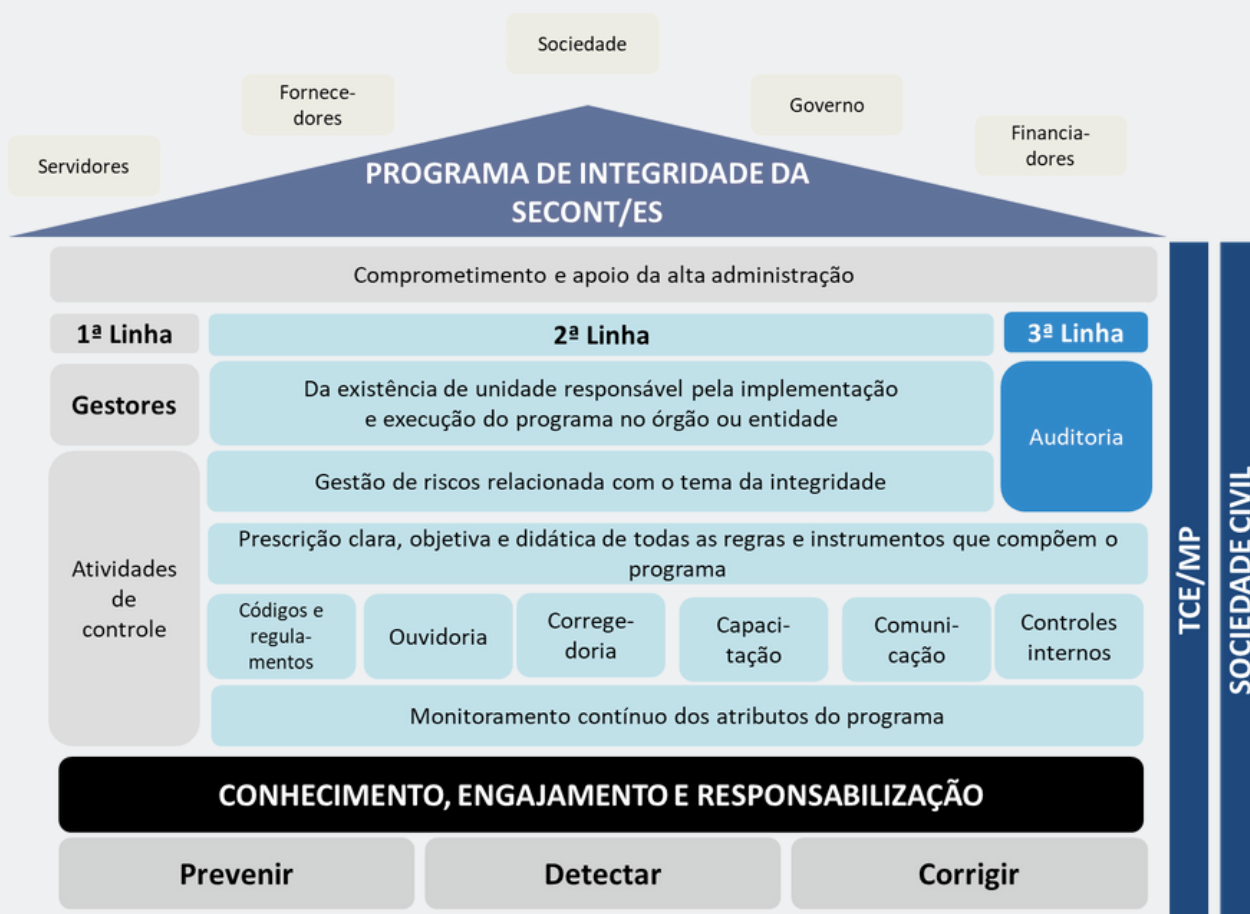 Sociedade
Fornece-
dores
Governo
Financia-
dores
Servidores
PROGRAMA DE INTEGRIDADE DA
SECONT/ES
Comprometimento e apoio da alta administração
1ª Linha
2ª Linha
3ª Linha
Gestores
Da existência de unidade responsável pela implementação
e execução do programa no órgão ou entidade
Auditoria
Gestão de riscos relacionada com o tema da integridade
Prescrição clara, objetiva e didática de todas as regras e instrumentos que compõem o
programa
Atividades
de
controle
Códigos e
regula-
mentos
Ouvidoria
Correge-
doria
Capaci-
tação
Comuni-
cação
Controles
internos
Monitoramento contínuo dos atributos do programa
TCE/MP
SOCIEDADE CIVIL
CONHECIMENTO, ENGAJAMENTO E RESPONSABILIZAÇÃO
Prevenir
Detectar
Corrigir